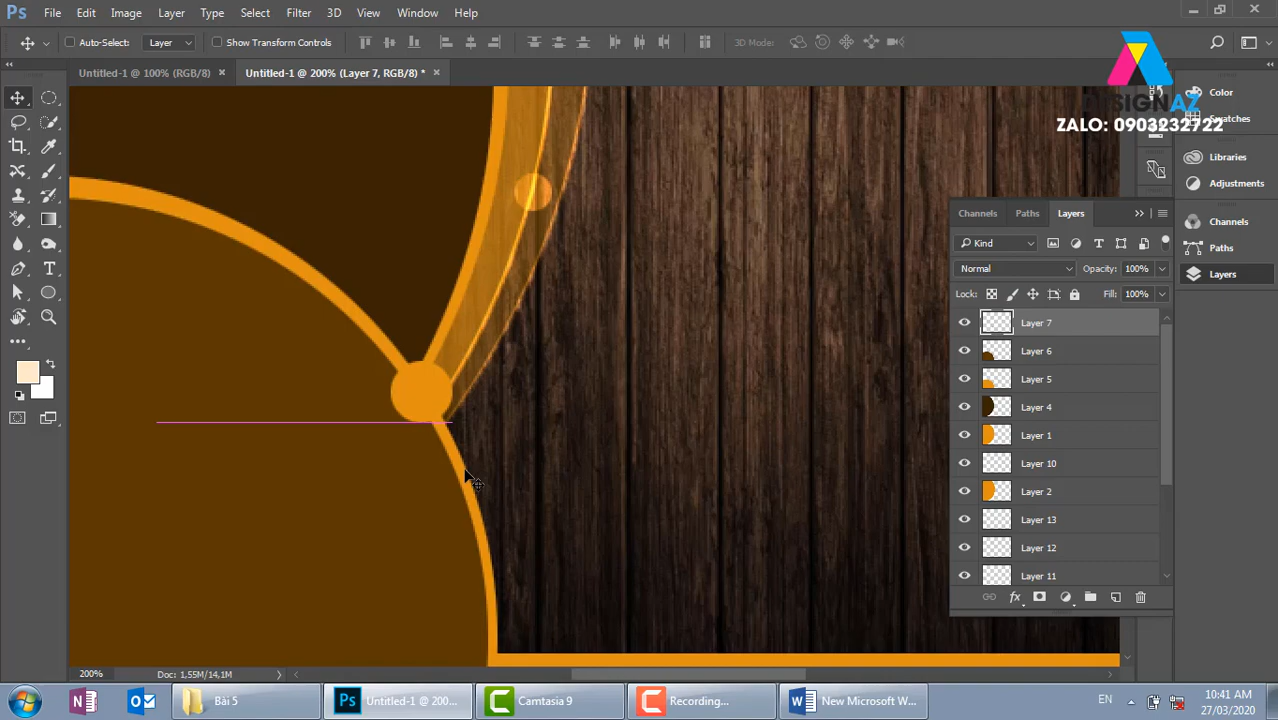 Ps File Edit Image Layer Type Select Filter 3D View Window Help
Auto-Select: Layer Show Transform Controls 3D Mode:
Untitled-1 @ 100% (RGB/8) × Untitled-1 @ 200% (Layer 7, RGB/8) * ×
DESIGNAZ
ZALO: 0903232722
Color
Swatches
Libraries
Adjustments
Channels
Paths
Layers
Channels Paths Layers
Kind
Normal Opacity: 100%
Lock: Fill: 100%
Layer 7
Layer 6
Layer 5
Layer 4
Layer 1
Layer 10
Layer 2
Layer 13
Layer 12
Layer 11
fx
200% Doc: 1,55M/14,1M
Bài 5 Ps Untitled-1 @ 200... Camtasia 9 Recording... New Microsoft W... EN 10:41 AM
27/03/2020